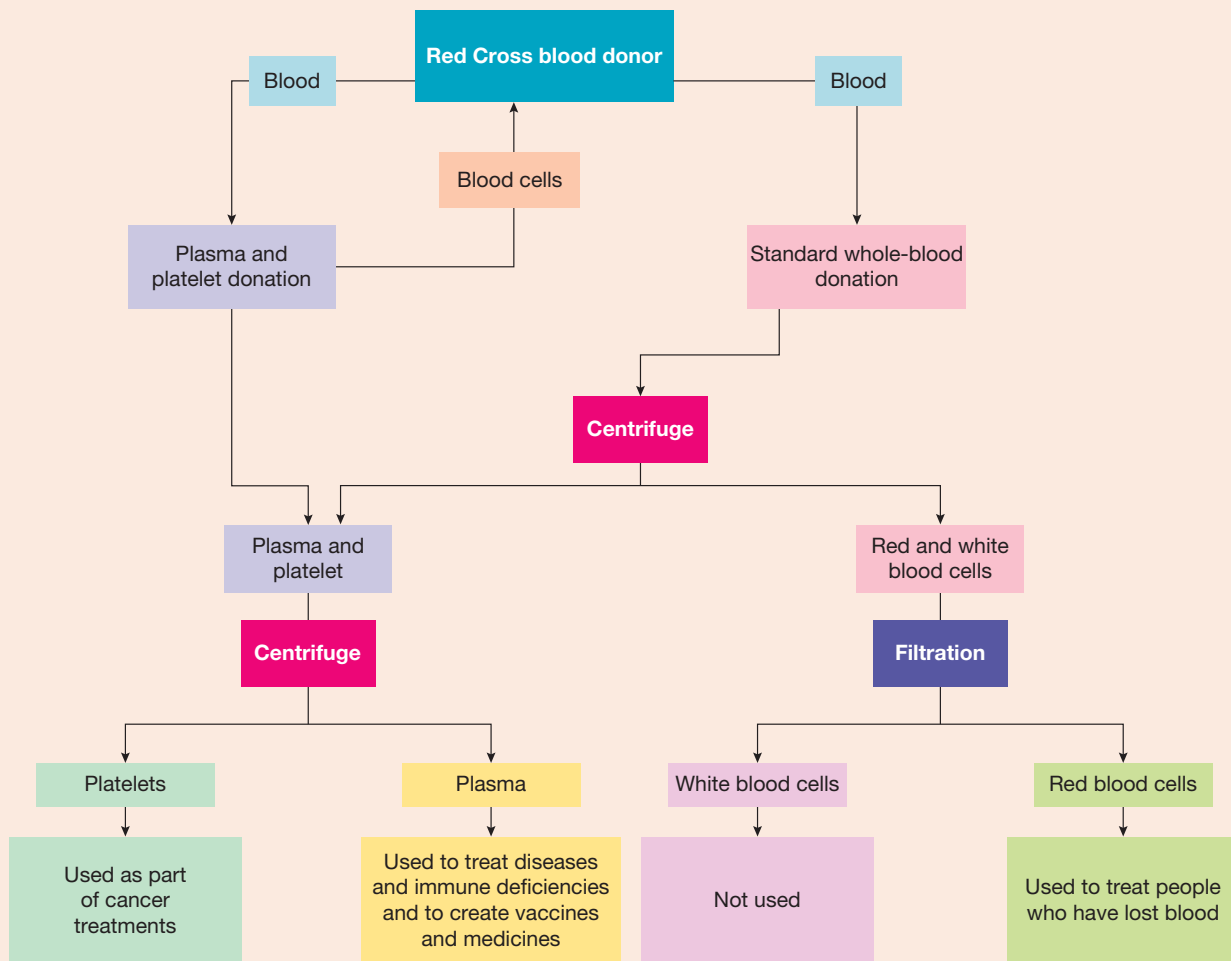 Red Cross blood donor
Blood
Blood
Blood cells
Plasma and
platelet donation
Standard whole-blood
donation
Centrifuge
Plasma and
platelet
Red and white
blood cells
Centrifuge
Filtration
Platelets
Plasma
White blood cells
Red blood cells
Used as part
of cancer
treatments
Used to treat diseases
and immune deficiencies
and to create vaccines
and medicines
Not used
Used to treat people
who have lost blood